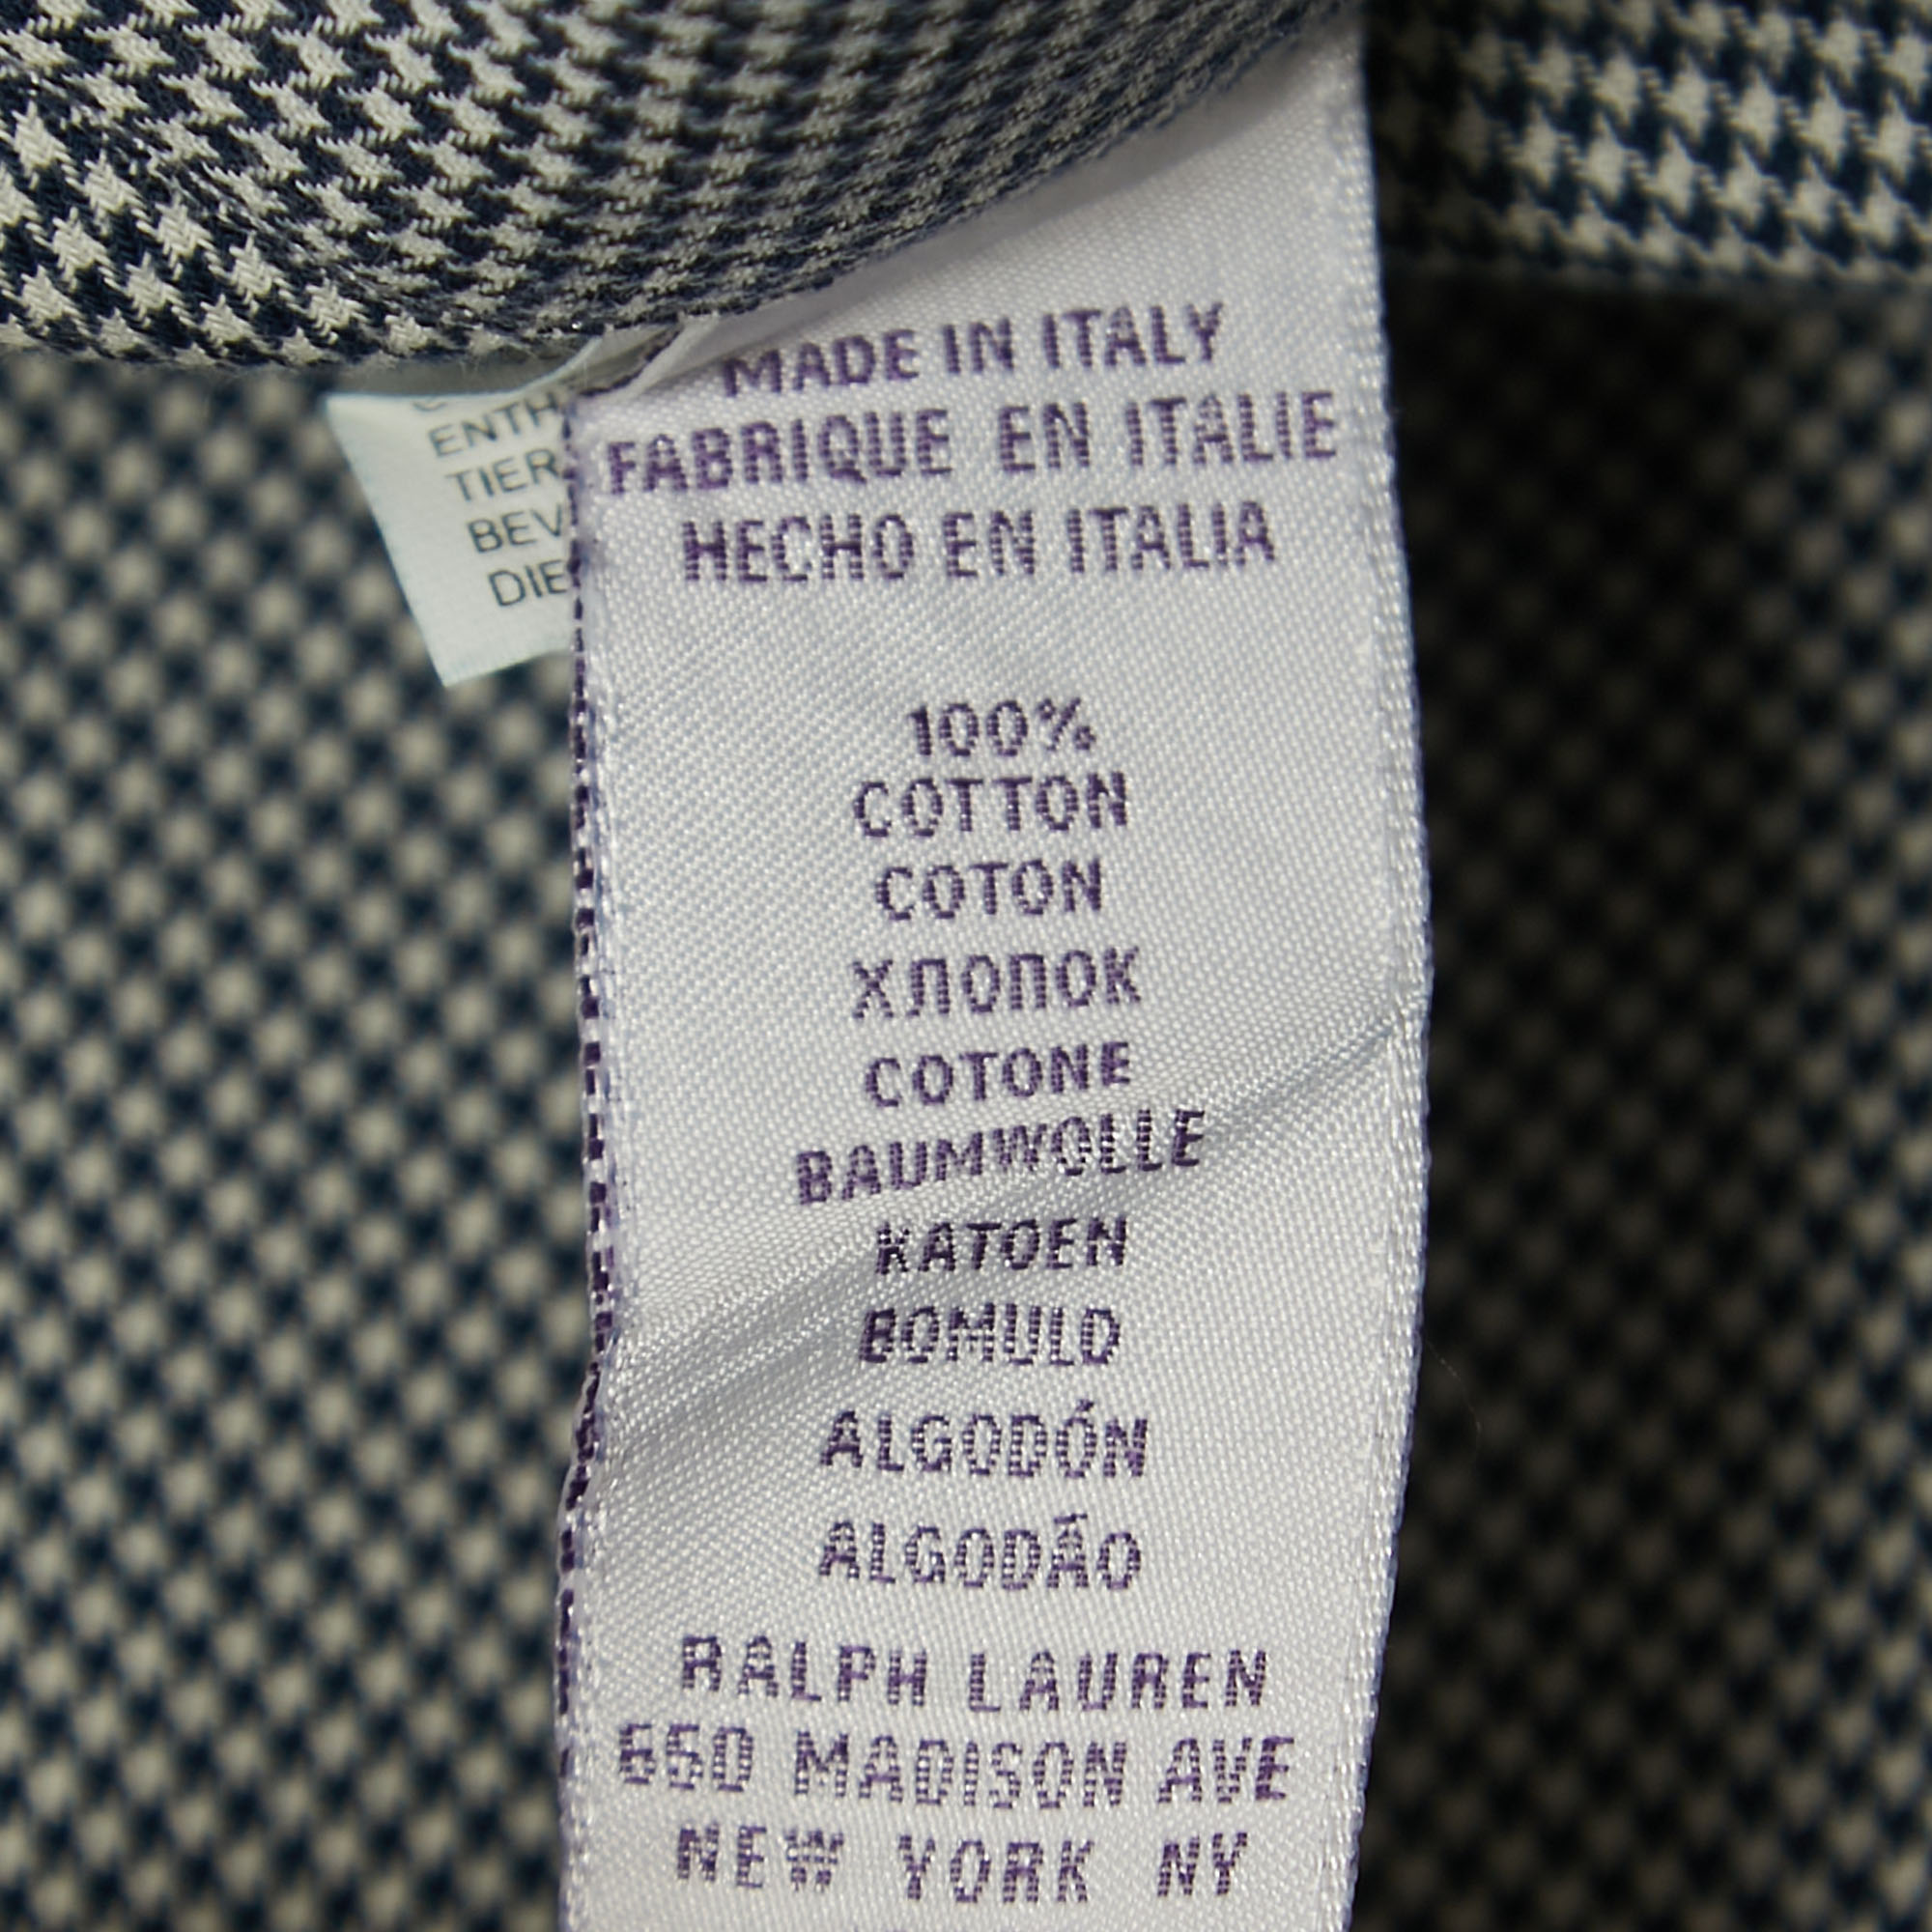 MADE IN ITALY
FABRIQUE EN ITALIE
HECHO EN ITALIA
100%
COTTON
COTON
ХЛОПОК
COTONE
BAUMWOLLE
KATOEN
BOMULD
ALGODÓN
ALGODÃO
RALPH LAUREN
650 MADISON AVE
NEW YORK NY
ENTH
TIER
BEV
DIE